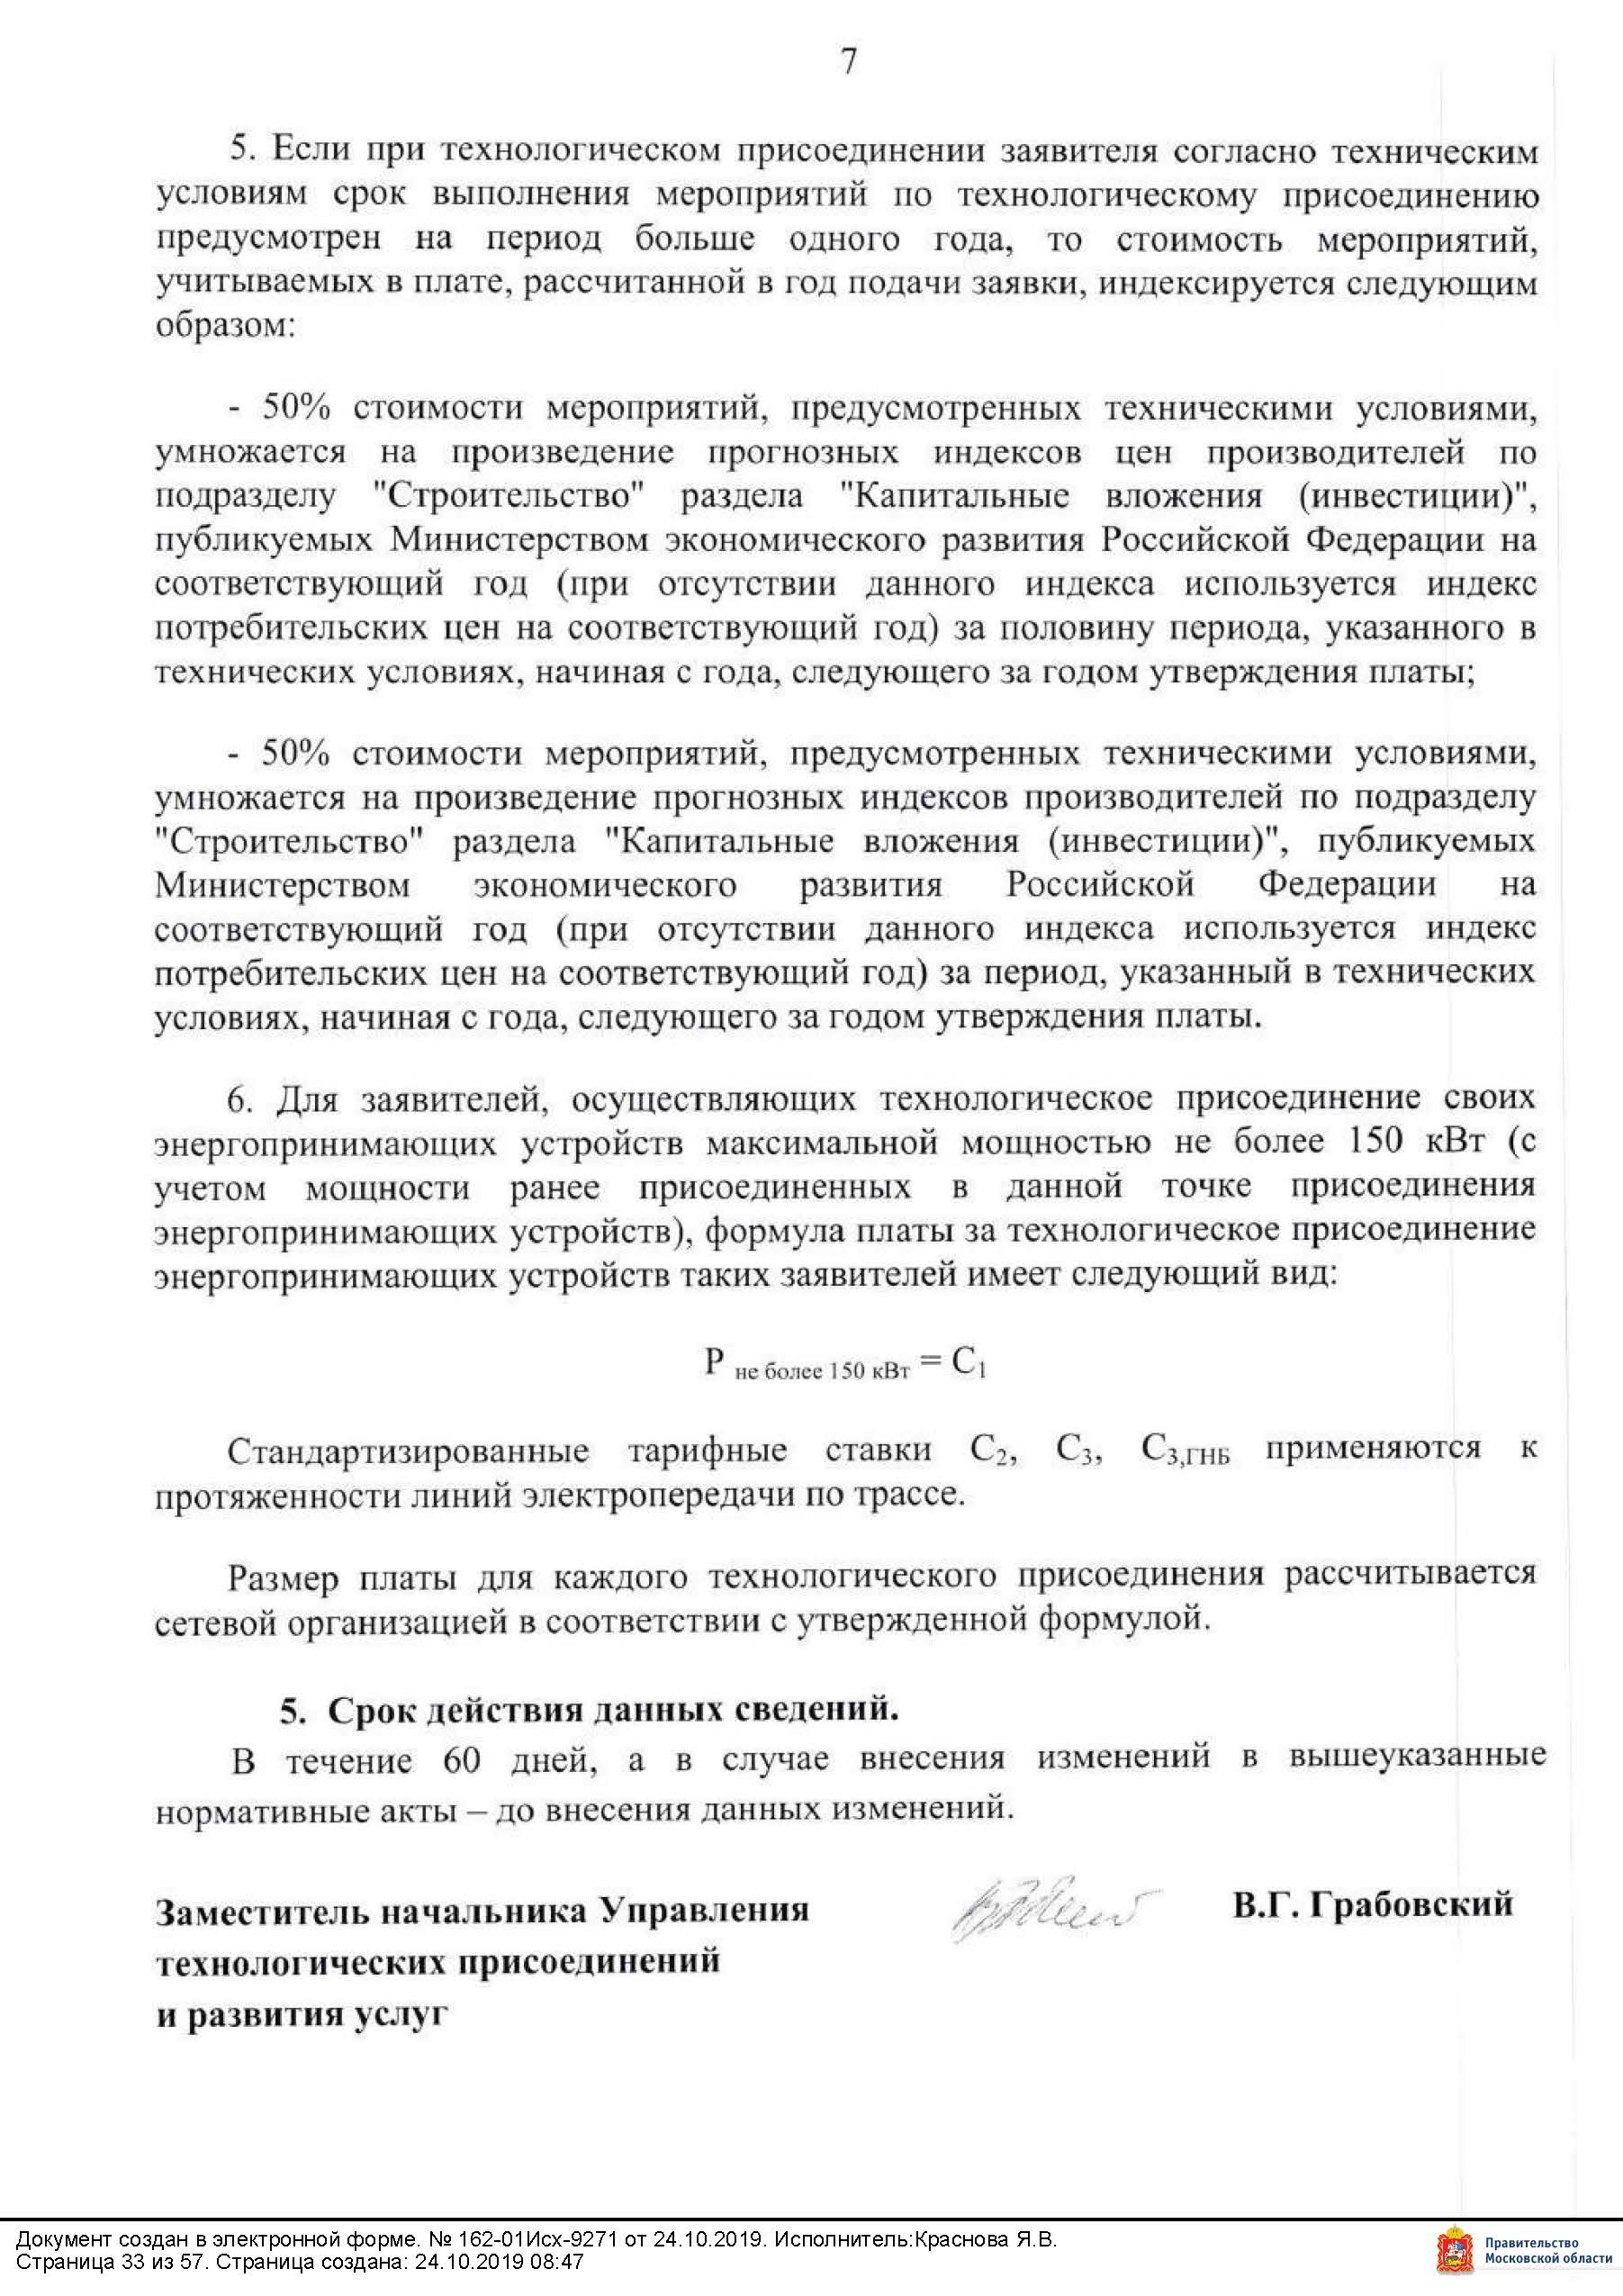 7
5. Если при технологическом присоединении заявителя согласно техническим
условиям срок выполнения мероприятий по технологическому присоединению
предусмотрен на период больше одного года, то стоимость мероприятий,
учитываемых в плате, рассчитанной в год подачи заявки, индексируется следующим
образом:
- 50% стоимости мероприятий, предусмотренных техническими условиями,
умножается на произведение прогнозных индексов цен производителей по
подразделу "Строительство" раздела "Капитальные вложения (инвестиции)",
публикуемых Министерством экономического развития Российской Федерации на
соответствующий год (при отсутствии данного индекса используется индекс
потребительских цен на соответствующий год) за половину периода, указанного в
технических условиях, начиная с года, следующего за годом утверждения платы;
- 50% стоимости мероприятий, предусмотренных техническими условиями,
умножается на произведение прогнозных индексов производителей по подразделу
"Строительство" раздела "Капитальные вложения (инвестиции)", публикуемых
Министерством экономического развития Российской Федерации на
соответствующий год (при отсутствии данного индекса используется индекс
потребительских цен на соответствующий год) за период, указанный в технических
условиях, начиная с года, следующего за годом утверждения платы.
6. Для заявителей, осуществляющих технологическое присоединение своих
энергопринимающих устройств максимальной мощностью не более 150 кВт (с
учетом мощности ранее присоединенных в данной точке присоединения
энергопринимающих устройств), формула платы за технологическое присоединение
энергопринимающих устройств таких заявителей имеет следующий вид:
Р не более 150 кВт = С1
Стандартизированные тарифные ставки С2, С3, С3,ГНБ применяются к
протяженности линий электропередачи по трассе.
Размер платы для каждого технологического присоединения рассчитывается
сетевой организацией в соответствии с утвержденной формулой.
5. Срок действия данных сведений.
В течение 60 дней, а в случае внесения изменений в вышеуказанные
нормативные акты – до внесения данных изменений.
Заместитель начальника Управления В.Г. Грабовский
технологических присоединений
и развития услуг
Документ создан в электронной форме. № 162-01Исх-9271 от 24.10.2019. Исполнитель:Краснова Я.В.
Страница 33 из 57. Страница создана: 24.10.2019 08:47
Правительство
Московской области